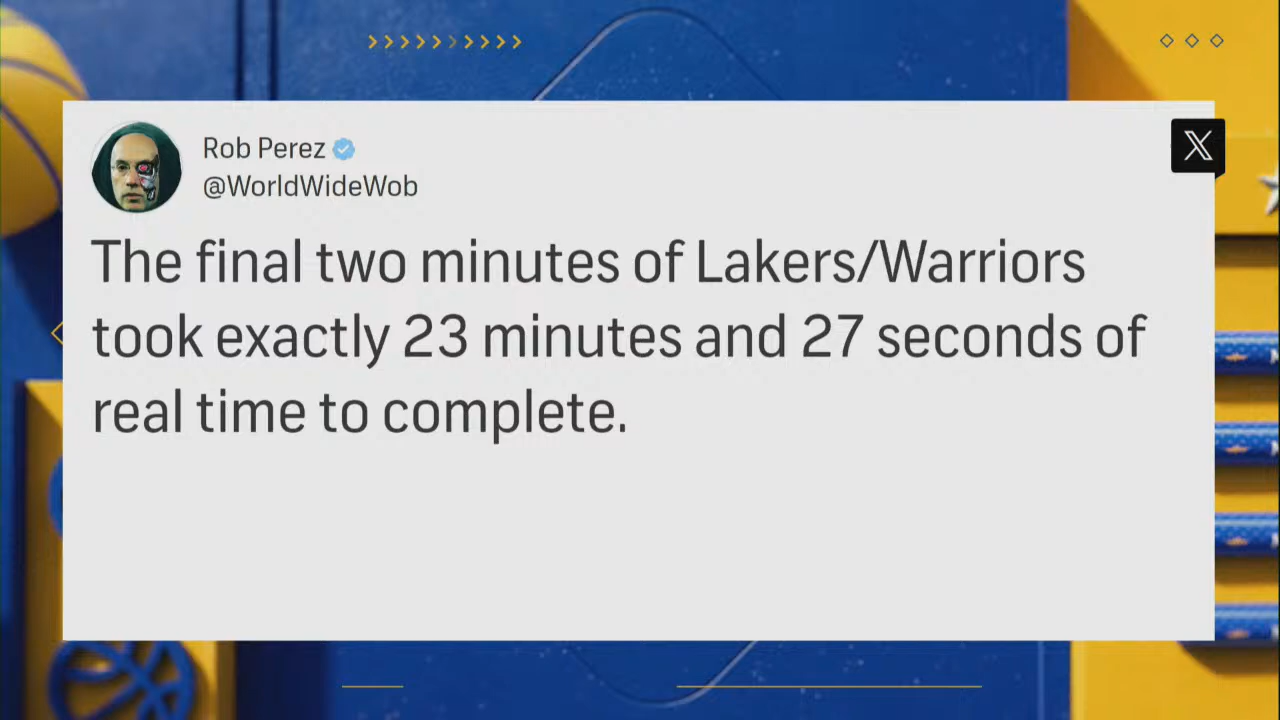 Rob Perez
@WorldWideWob
The final two minutes of Lakers/Warriors
took exactly 23 minutes and 27 seconds of
real time to complete.